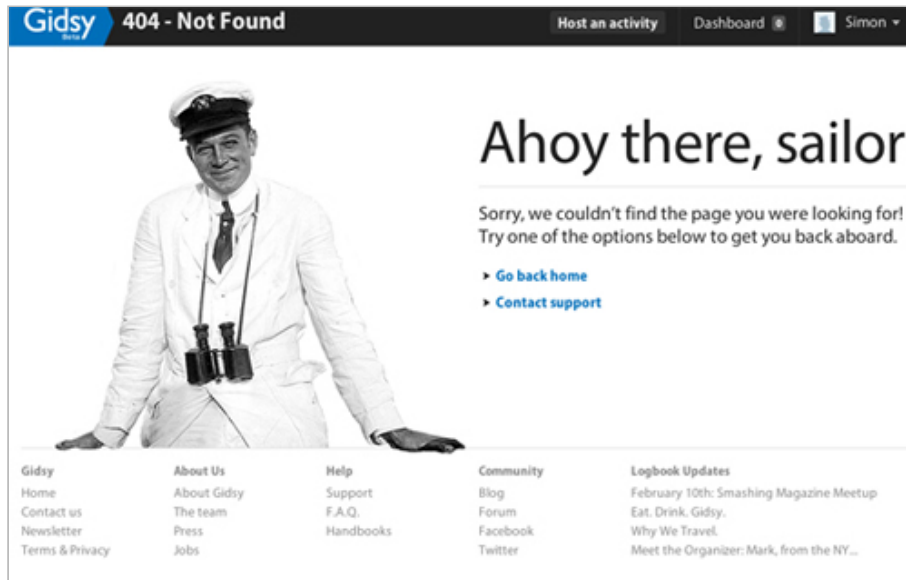 Gidsy
Beta
404 - Not Found
Host an activity
Dashboard 0
Simon
Ahoy there, sailor
Sorry, we couldn't find the page you were looking for!
Try one of the options below to get you back aboard.
Go back home
Contact support
Gidsy
Home
Contact us
Newsletter
Terms & Privacy
About Us
About Gidsy
The team
Press
Jobs
Help
Support
F.A.Q.
Handbooks
Community
Blog
Forum
Facebook
Twitter
Logbook Updates
February 10th: Smashing Magazine Meetup
Eat. Drink. Gidsy.
Why We Travel.
Meet the Organizer: Mark, from the NY...